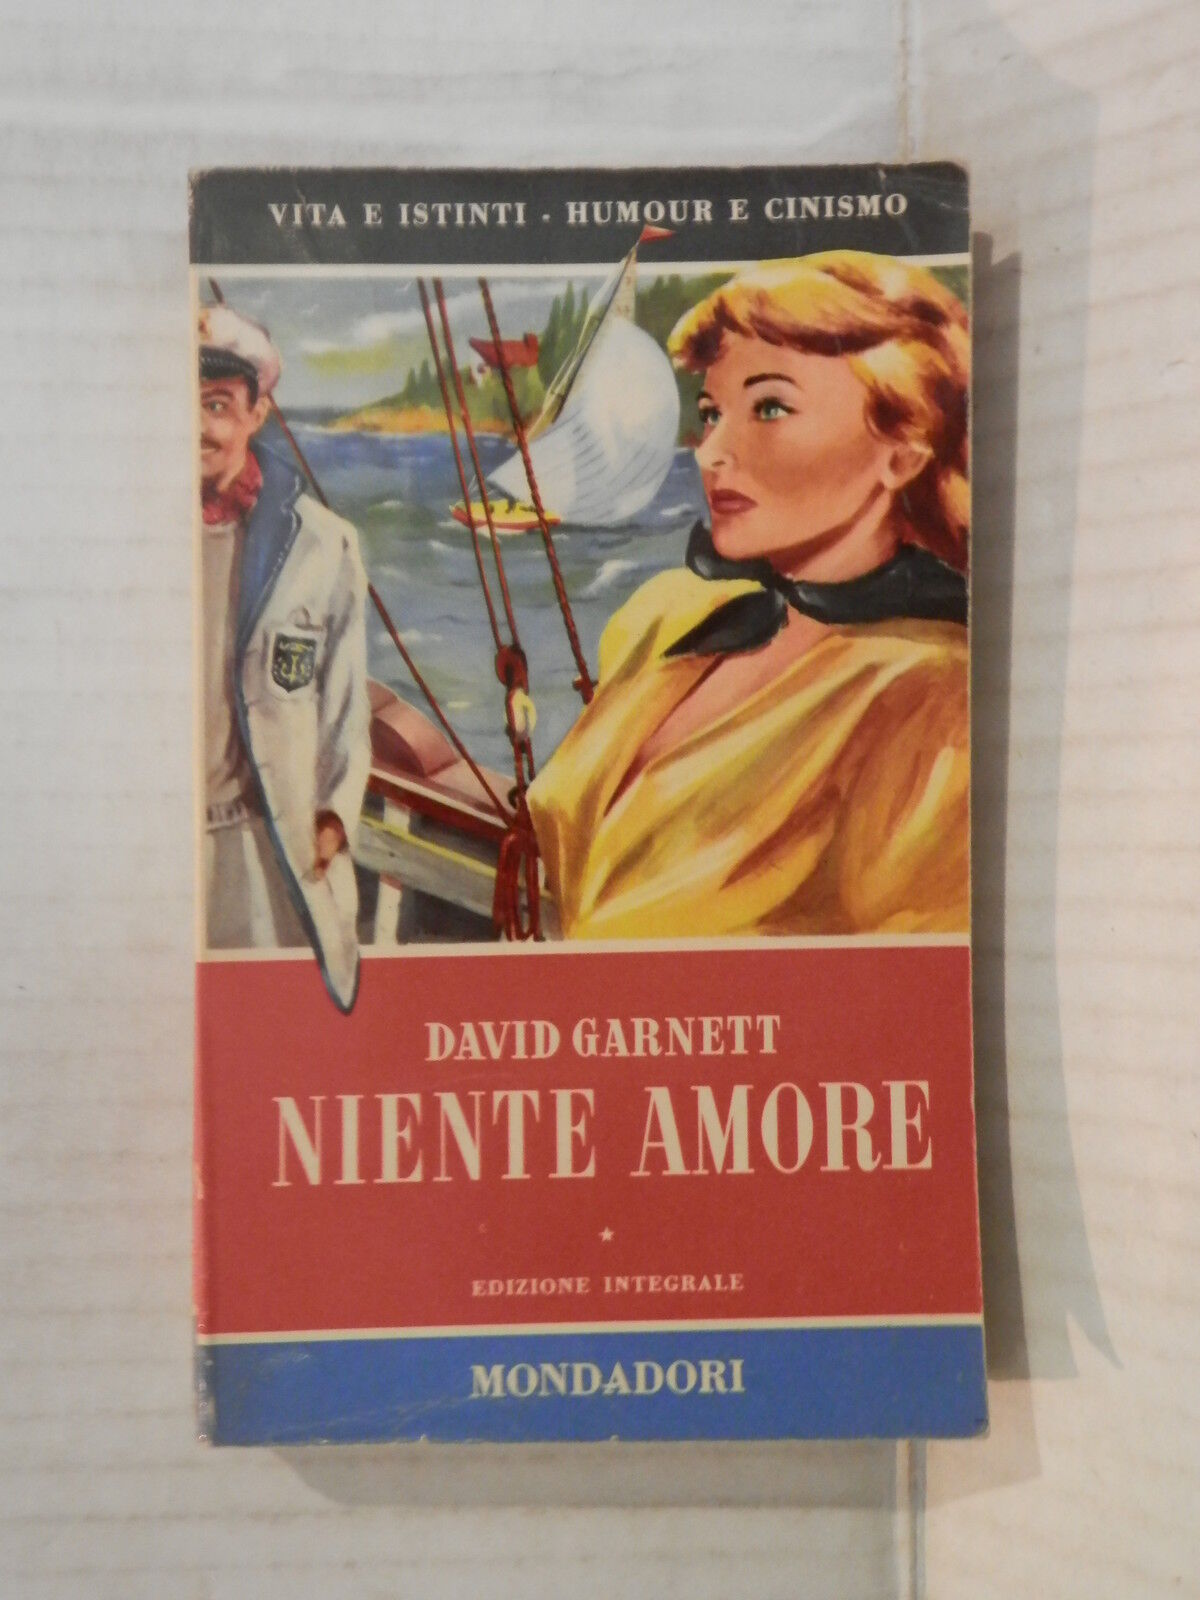 VITA E ISTINTI - HUMOUR E CINISMO
DAVID GARNETT
NIENTE AMORE
EDIZIONE INTEGRALE
MONDADORI